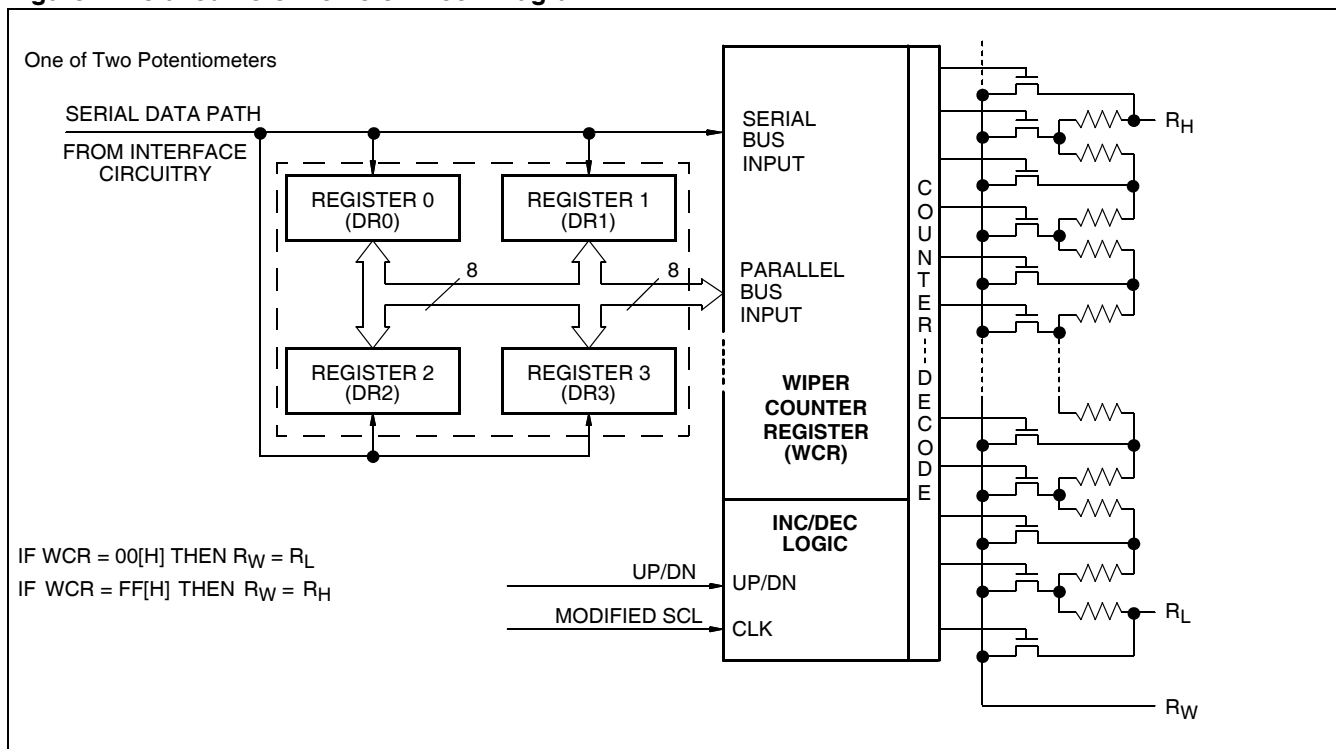 One of Two Potentiometers
SERIAL DATA PATH
FROM INTERFACE
CIRCUITRY
REGISTER 0
(DR0)
REGISTER 1
(DR1)
8
8
REGISTER 2
(DR2)
REGISTER 3
(DR3)
SERIAL
BUS
INPUT
PARALLEL
BUS
INPUT
WIPER
COUNTER
REGISTER
(WCR)
INC/DEC
LOGIC
UP/DN
UP/DN
MODIFIED SCL
CLK
COUNTER
DECODE
RH
RL
RW
IF WCR = 00[H] THEN RW = RL
IF WCR = FF[H] THEN RW = RH